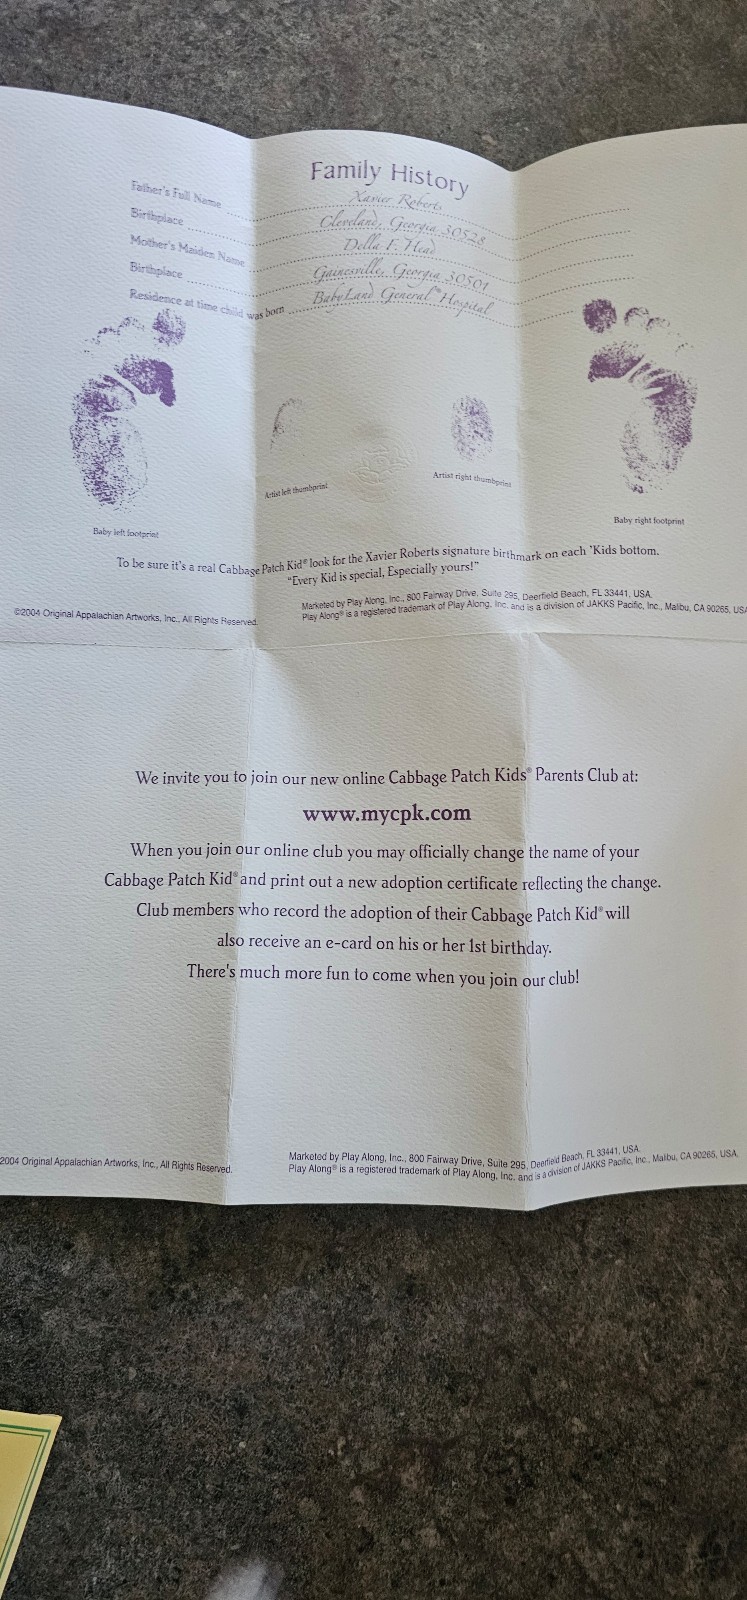 Family History
Father's Full Name Xavier Roberts
Birthplace Cleveland, Georgia 30528
Mother's Maiden Name Della F. Head
Birthplace Gainesville, Georgia 30501
Residence at time child was born BabyLand General® Hospital
Artist left thumbprint
Artist right thumbprint
Baby left footprint
Baby right footprint
To be sure it's a real Cabbage Patch Kid® look for the Xavier Roberts signature birthmark on each 'Kids bottom.
"Every Kid is special, Especially yours!"
©2004 Original Appalachian Artworks, Inc., All Rights Reserved.
Marketed by Play Along, Inc., 800 Fairway Drive, Suite 295, Deerfield Beach, FL 33441, USA.
Play Along® is a registered trademark of Play Along, Inc. and is a division of JAKKS Pacific, Inc., Malibu, CA 90265, USA
We invite you to join our new online Cabbage Patch Kids® Parents Club at:
www.mycpk.com
When you join our online club you may officially change the name of your
Cabbage Patch Kid® and print out a new adoption certificate reflecting the change.
Club members who record the adoption of their Cabbage Patch Kid® will
also receive an e-card on his or her 1st birthday.
There's much more fun to come when you join our club!
2004 Original Appalachian Artworks, Inc., All Rights Reserved.
Marketed by Play Along, Inc., 800 Fairway Drive, Suite 295, Deerfield Beach, FL 33441, USA.
Play Along® is a registered trademark of Play Along, Inc. and is a division of JAKKS Pacific, Inc., Malibu, CA 90265, USA.